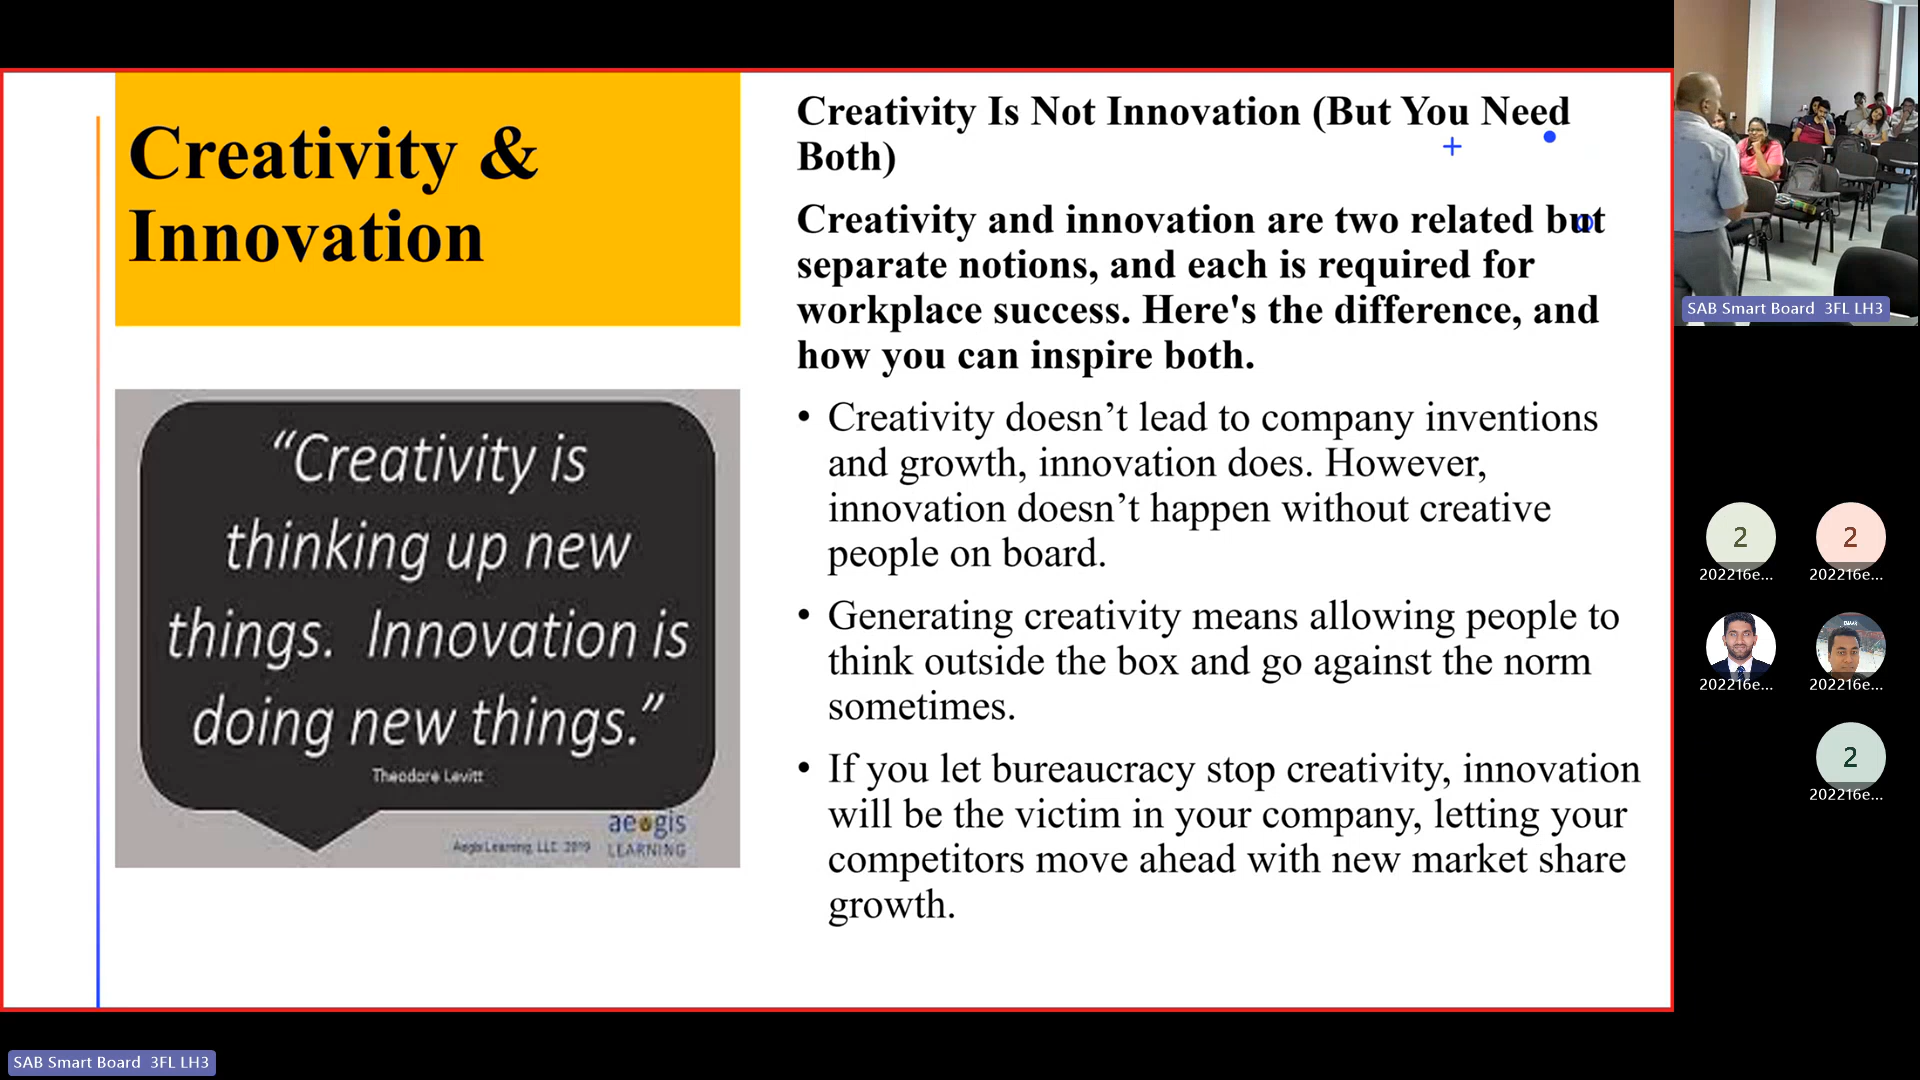 Creativity &
Innovation
“Creativity is
thinking up new
things. Innovation is
doing new things.”
Theodore Levitt
Aegis Learning, LLC 2019
aegis
LEARNING
Creativity Is Not Innovation (But You Need
Both)
Creativity and innovation are two related but
separate notions, and each is required for
workplace success. Here's the difference, and
how you can inspire both.
• Creativity doesn’t lead to company inventions
and growth, innovation does. However,
innovation doesn’t happen without creative
people on board.
• Generating creativity means allowing people to
think outside the box and go against the norm
sometimes.
• If you let bureaucracy stop creativity, innovation
will be the victim in your company, letting your
competitors move ahead with new market share
growth.
SAB Smart Board 3FL LH3
2
202216e...
2
202216e...
202216e...
202216e...
2
202216e...
SAB Smart Board 3FL LH3